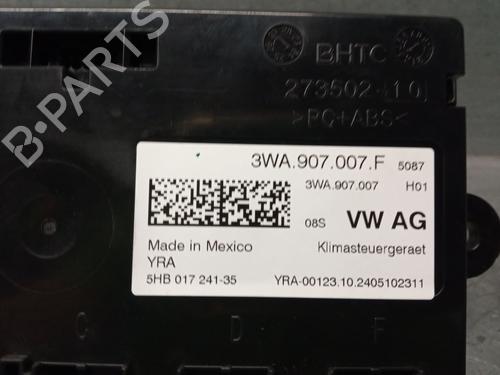 BHTC
273502-10
>PC+ABS<
3WA.907.007.F 5087
3WA.907.007 H01
08S VW AG
Made in Mexico Klimasteuergeraet
YRA
5HB 017 241-35 YRA-00123.10.2405102311
C D F
B-PARTS